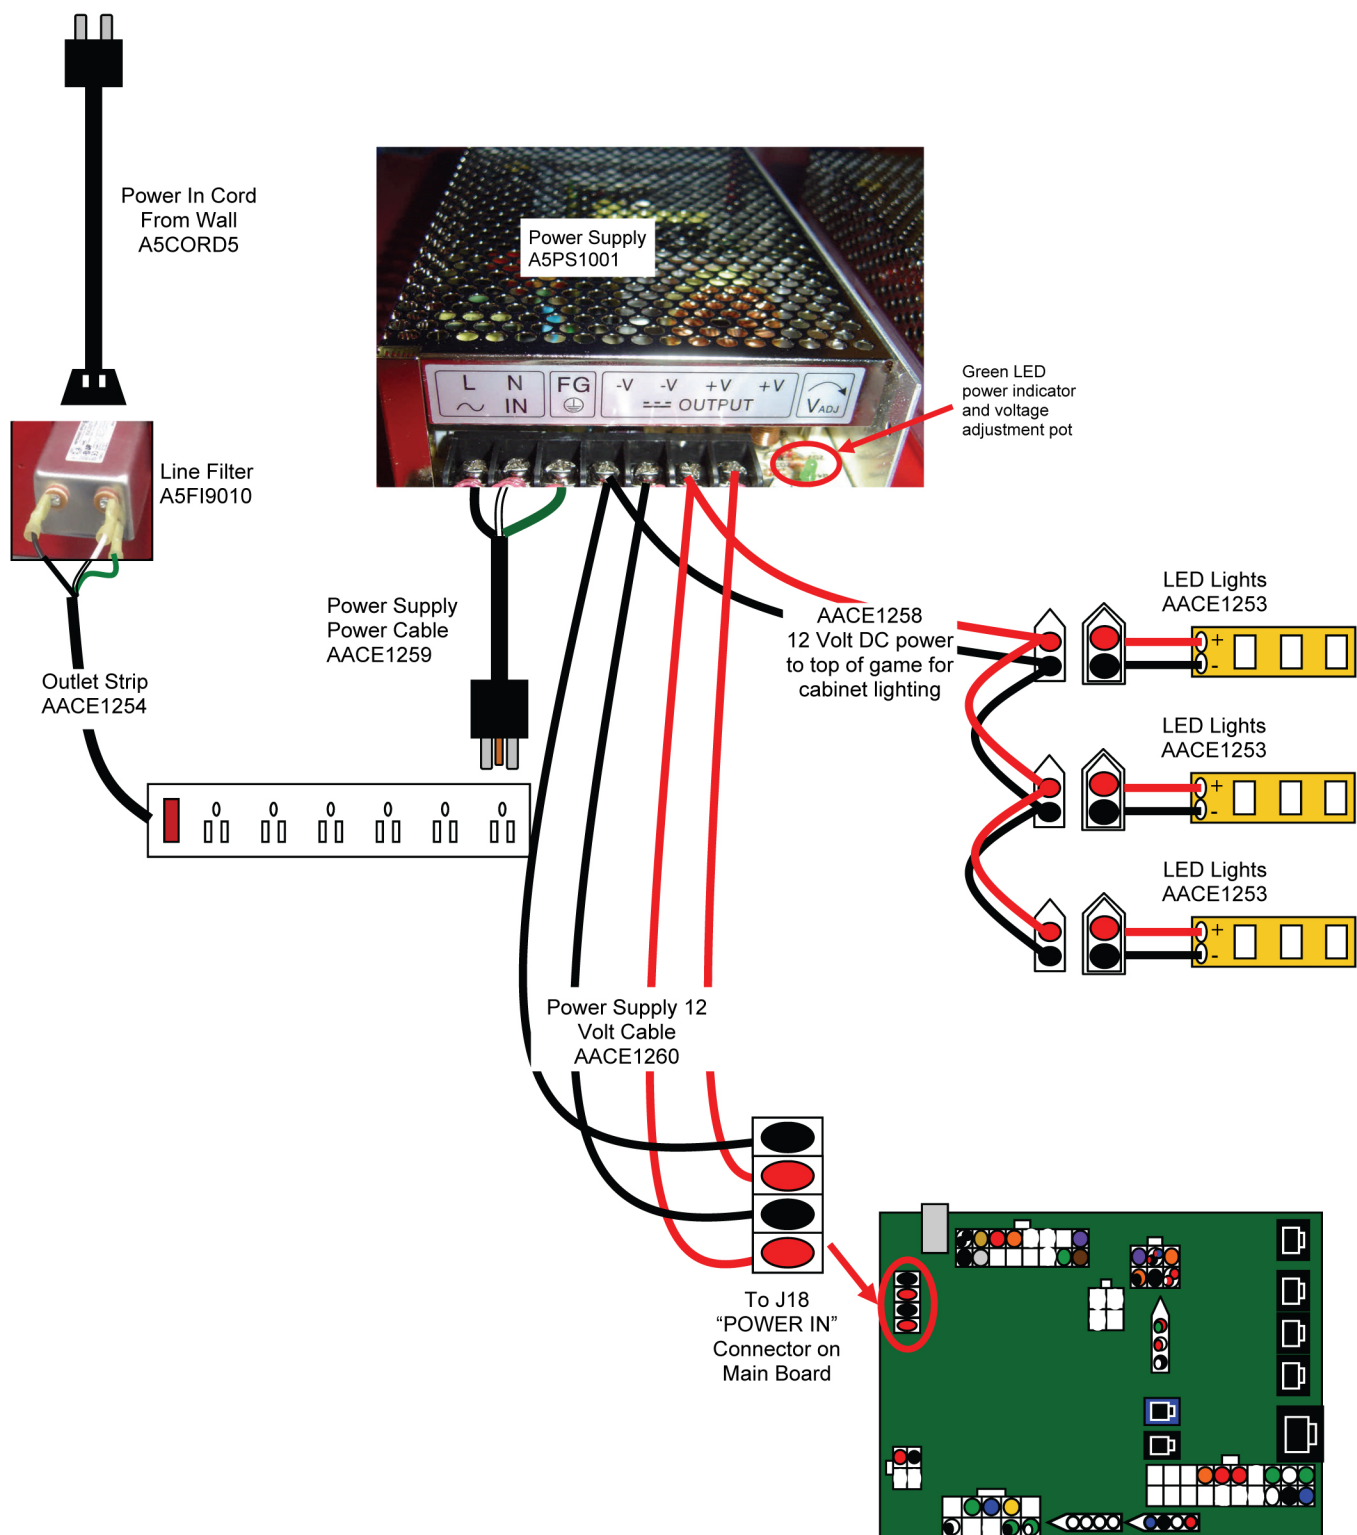 Power In Cord
From Wall
A5CORD5
Power Supply
A5PS1001
L N
IN
FG
-V -V +V +V
OUTPUT
VADJ
Green LED
power indicator
and voltage
adjustment pot
Line Filter
A5FI9010
Power Supply
Power Cable
AACE1259
Outlet Strip
AACE1254
AACE1258
12 Volt DC power
to top of game for
cabinet lighting
LED Lights
AACE1253
+
-
LED Lights
AACE1253
+
-
LED Lights
AACE1253
+
-
Power Supply 12
Volt Cable
AACE1260
To J18
“POWER IN”
Connector on
Main Board